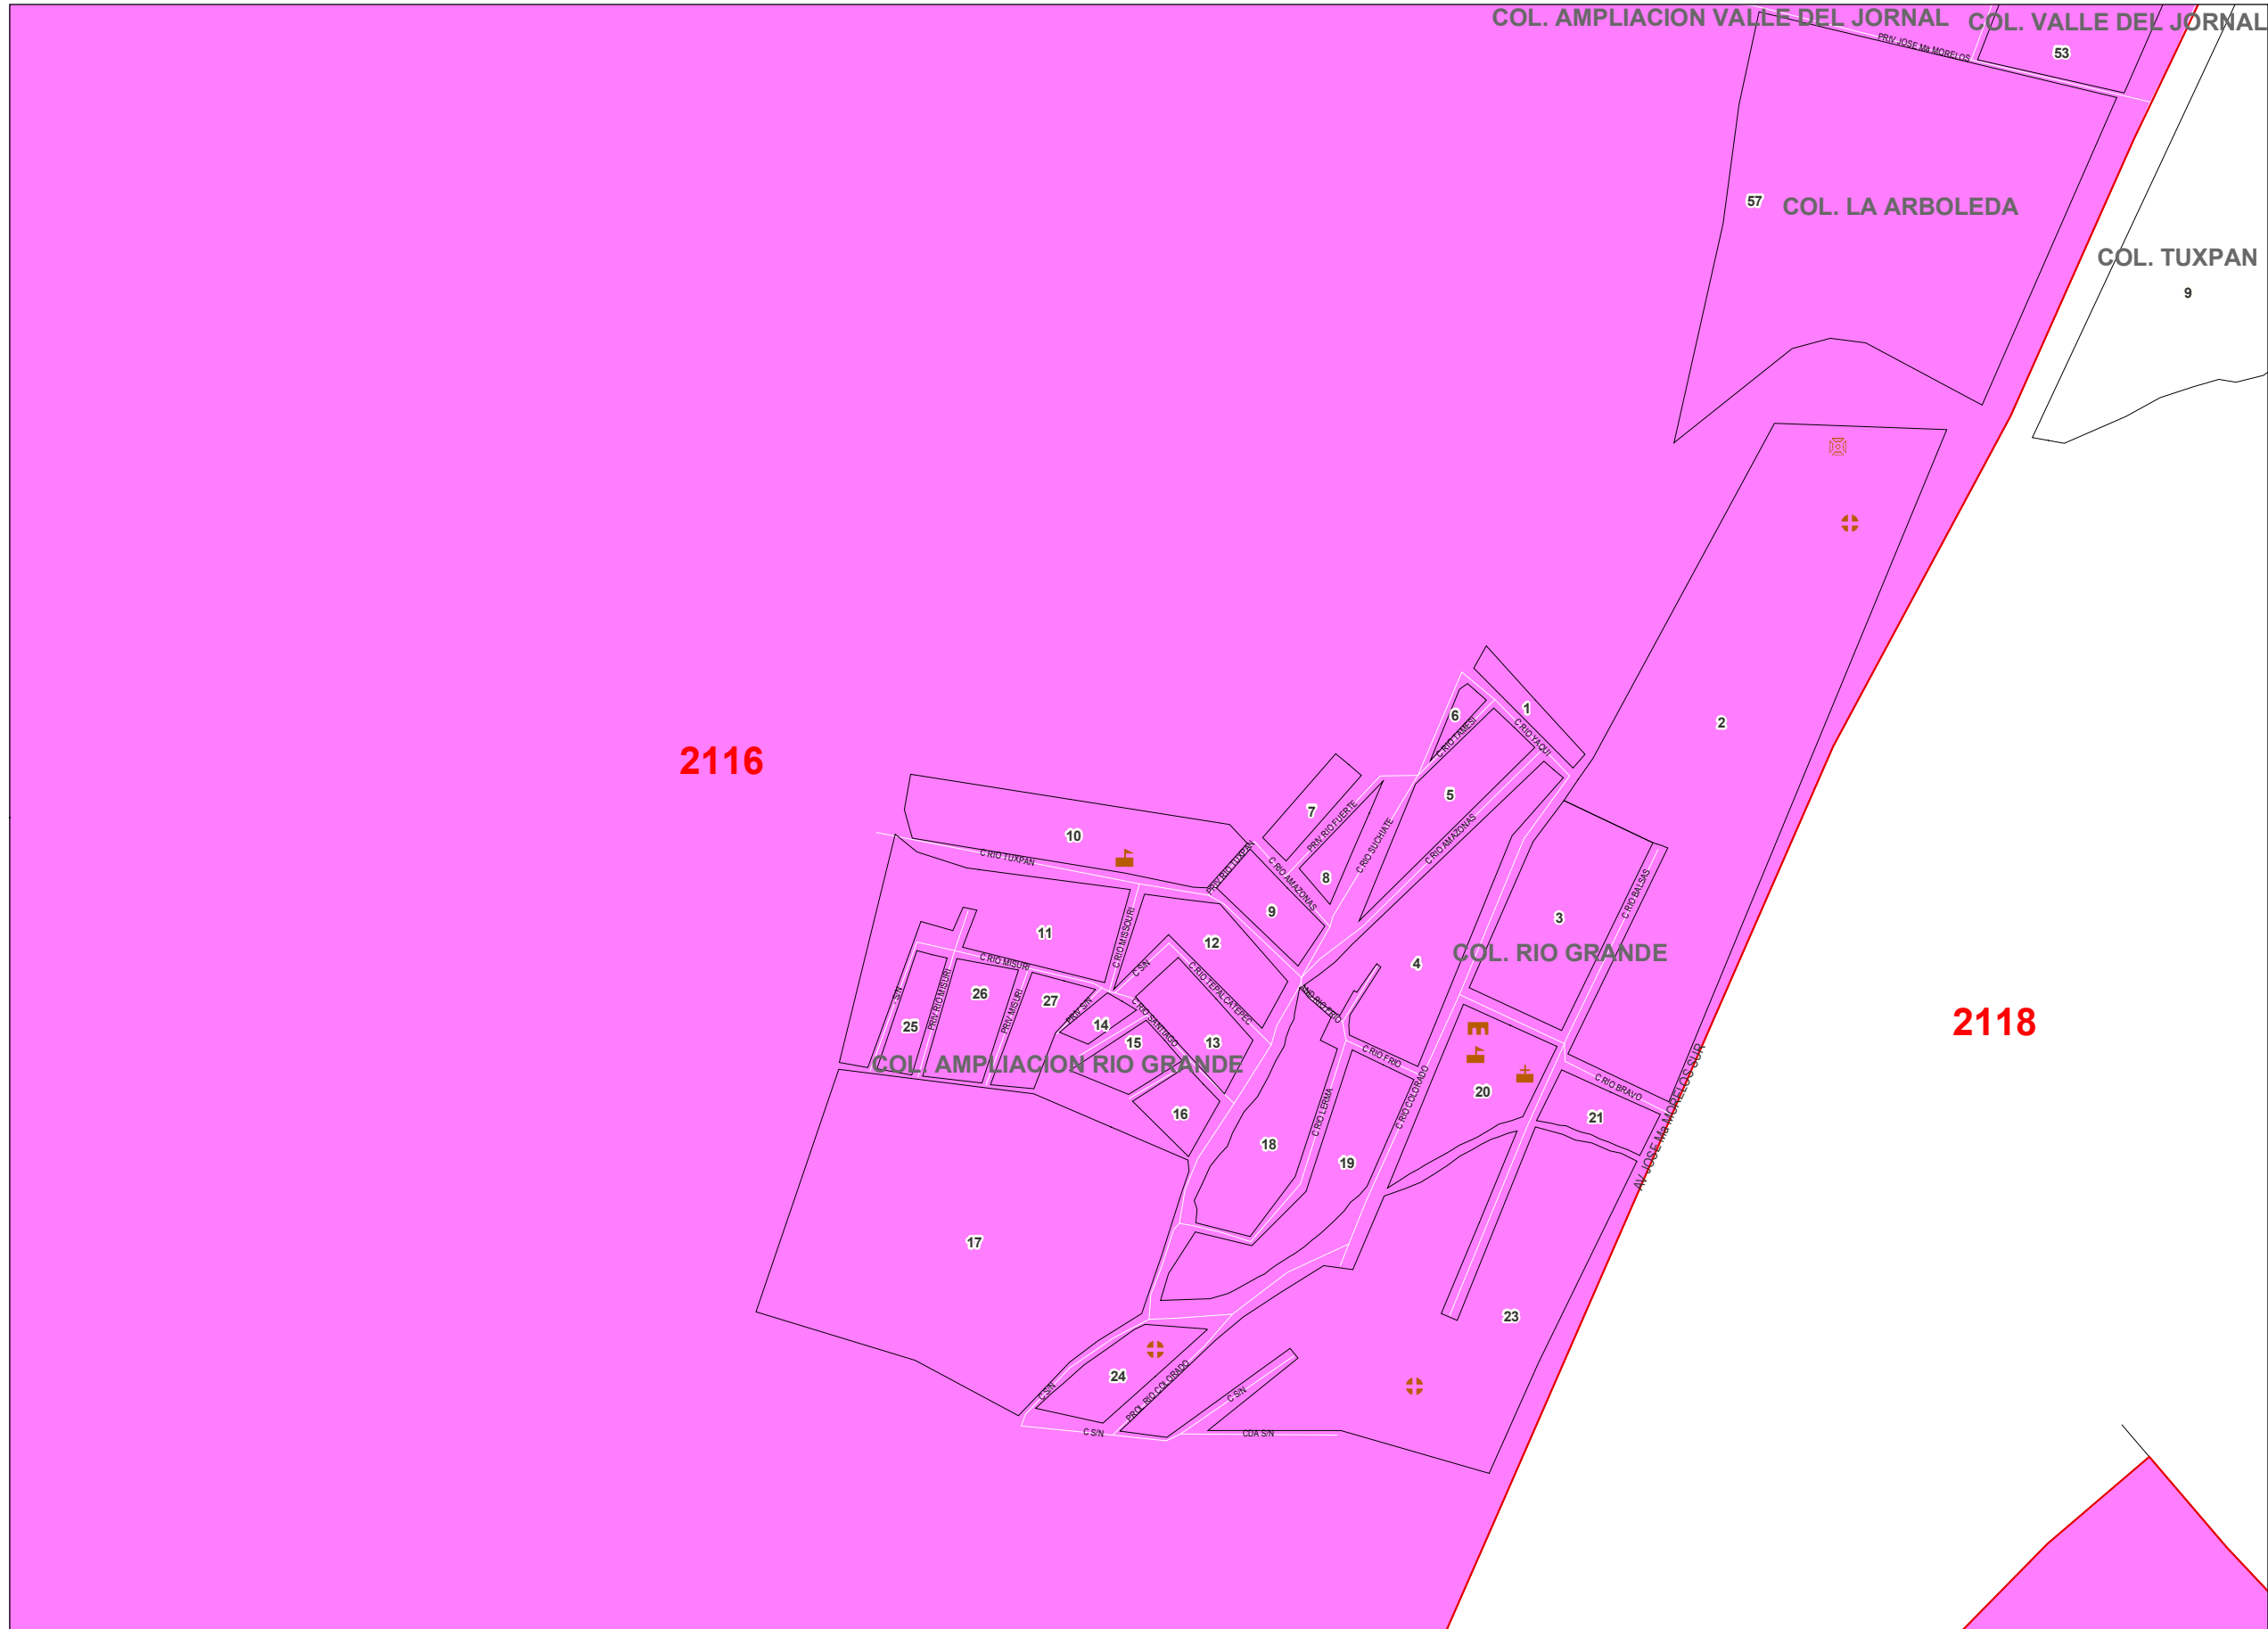 COL. AMPLIACION VALLE DEL JORNAL
COL. VALLE DEL JORNAL
PRIV JOSE Ma MORELOS
53
57
COL. LA ARBOLEDA
COL. TUXPAN
9
2
1
6
C RIO TAMESI
C RIO YAQUI
2116
5
7
PRIV RIO FUERTE
C RIO SUCHIATE
C RIO AMAZONAS
10
C RIO TUXPAN
PRIV RIO TUXPAN
C RIO AMAZONAS
8
C RIO BALSAS
9
3
11
C RIO MISSOURI
12
COL. RIO GRANDE
C RIO MISURI
C S/N
4
C RIO TEPALCATEPEC
26
27
S/N
PRIV RIO MISURI
PRIV MISURI
PRIV S/N
C RIO SANTIAGO
AND RIO FRIO
25
14
15
13
2118
C RIO FRIO
COL. AMPLIACION RIO GRANDE
20
C RIO BRAVO
C RIO COLORADO
C RIO LERMA
AV. JOSE Ma MORELOS SUR
16
21
18
19
17
23
24
C S/N
PROL RIO COLORADO
C S/N
C S/N
CDA S/N